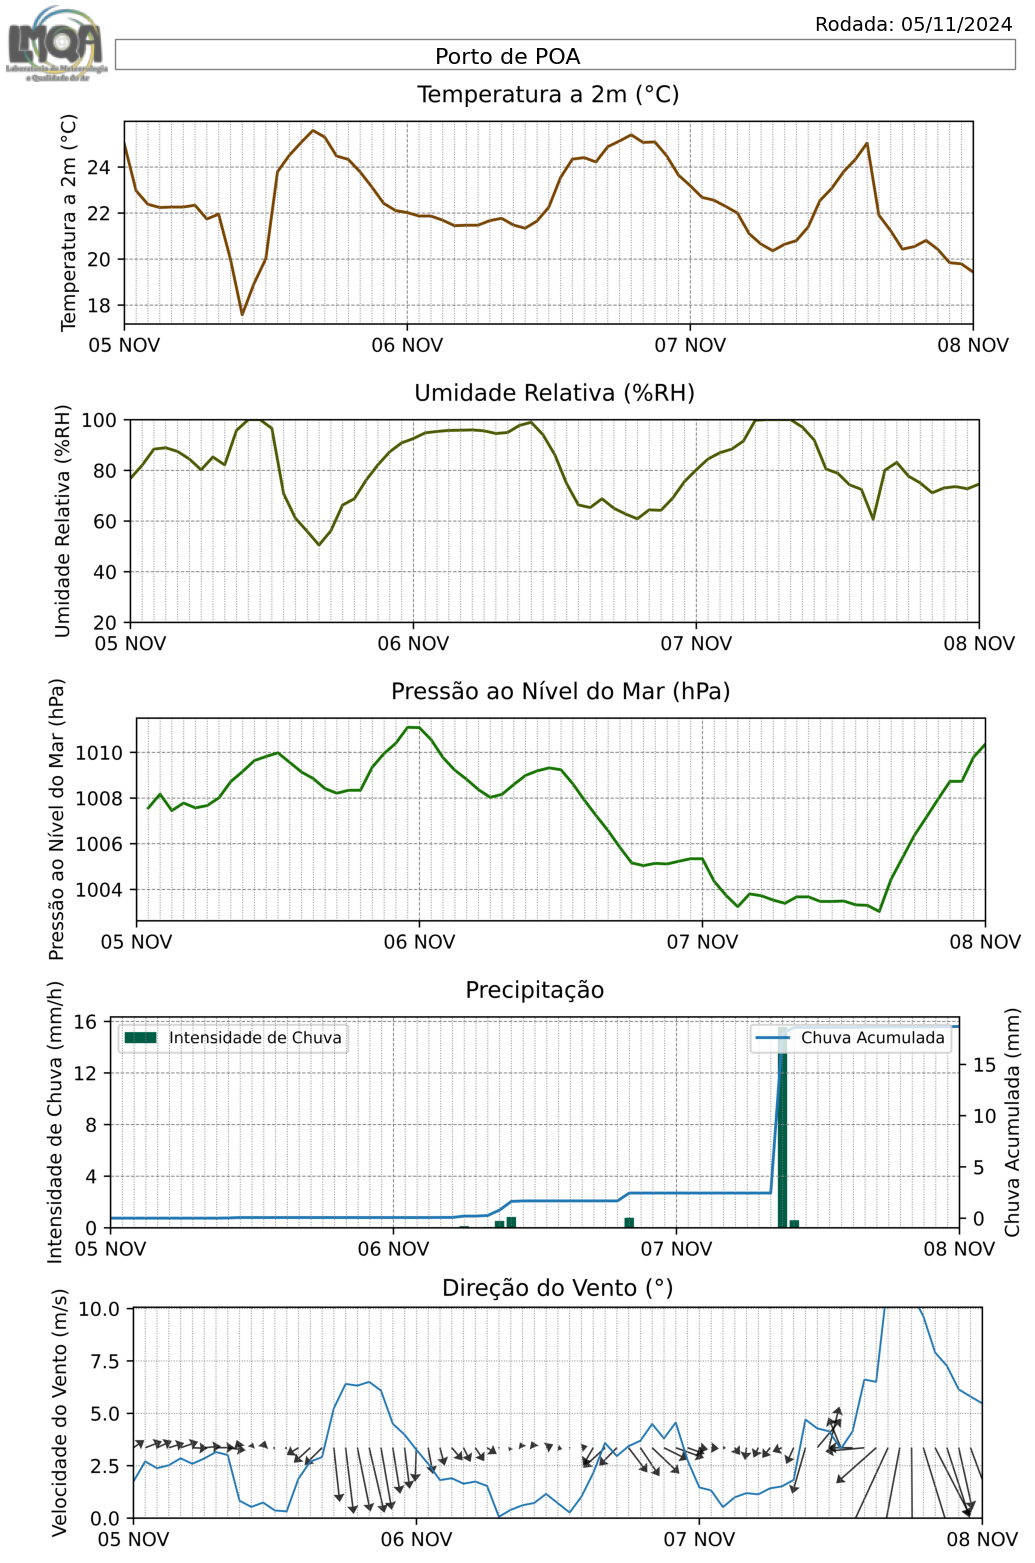 LMQA
Laboratório de Meteorologia
e Qualidade do Ar
Rodada: 05/11/2024
Porto de POA
Temperatura a 2m (°C)
Temperatura a 2m (°C)
24
22
20
18
05 NOV 06 NOV 07 NOV 08 NOV
Umidade Relativa (%RH)
Umidade Relativa (%RH)
100
80
60
40
20
05 NOV 06 NOV 07 NOV 08 NOV
Pressão ao Nível do Mar (hPa)
Pressão ao Nível do Mar (hPa)
1010
1008
1006
1004
05 NOV 06 NOV 07 NOV 08 NOV
Precipitação
Intensidade de Chuva (mm/h)
16
12
8
4
0
Intensidade de Chuva
Chuva Acumulada
15
10
5
0
Chuva Acumulada (mm)
05 NOV 06 NOV 07 NOV 08 NOV
Direção do Vento (°)
Velocidade do Vento (m/s)
10.0
7.5
5.0
2.5
0.0
05 NOV 06 NOV 07 NOV 08 NOV